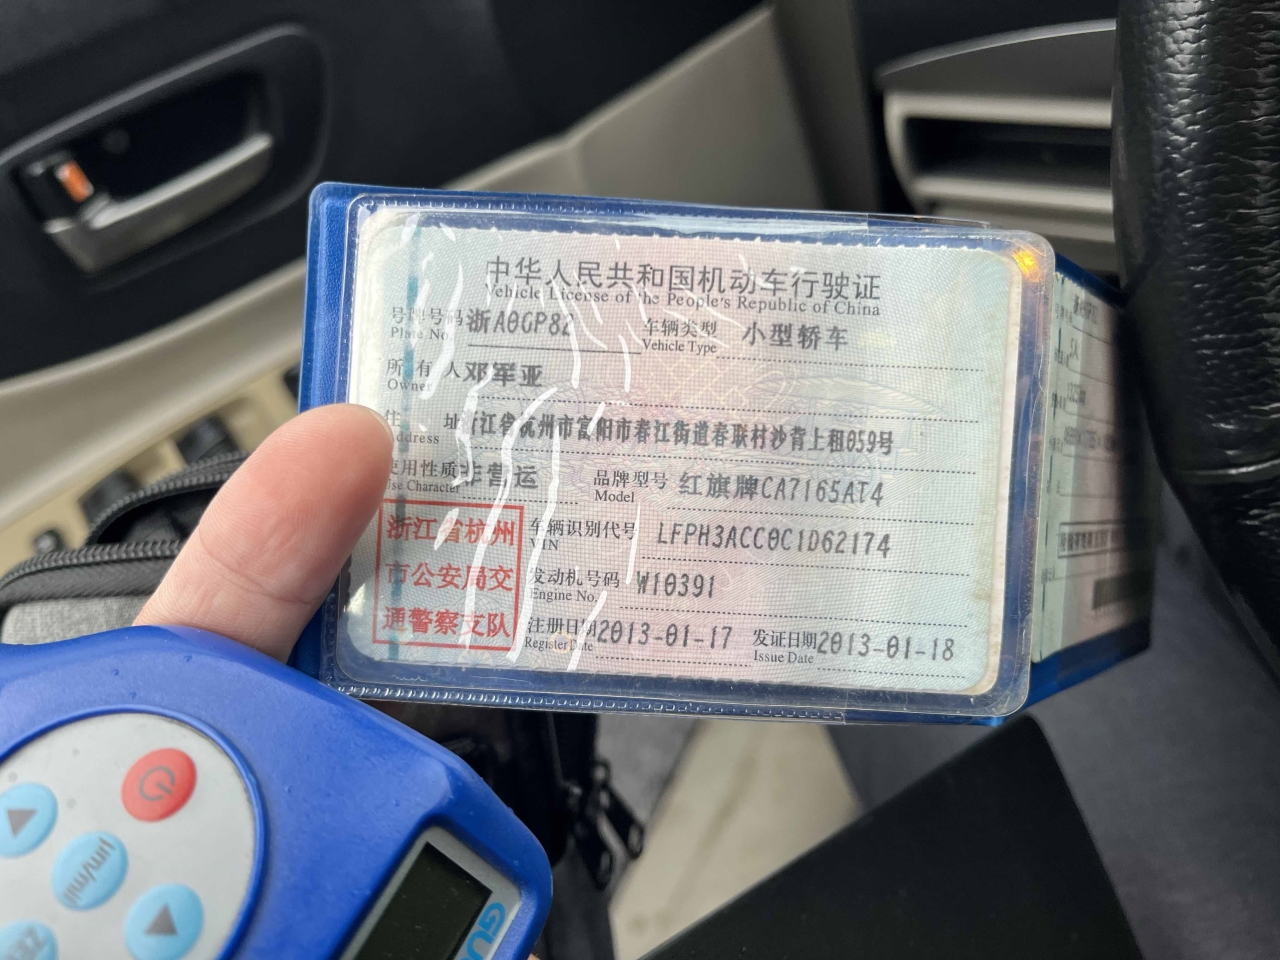 中华人民共和国机动车行驶证
Vehicle License of the People's Republic of China
号牌号码 浙A0GP82 车辆类型 小型轿车
Plate No. Vehicle Type
所有人 邓军亚
Owner
住址 浙江省杭州市富阳市春江街道春联村沙背上租059号
Address
使用性质 非营运 品牌型号 红旗牌CA7165AT4
Use Character Model
浙江省杭州
市公安局交
通警察支队
车辆识别代号 LFPH3ACC0C1D62174
VIN
发动机号码 W10391
Engine No.
注册日期 2013-01-17 发证日期 2013-01-18
Register Date Issue Date
μm/mil